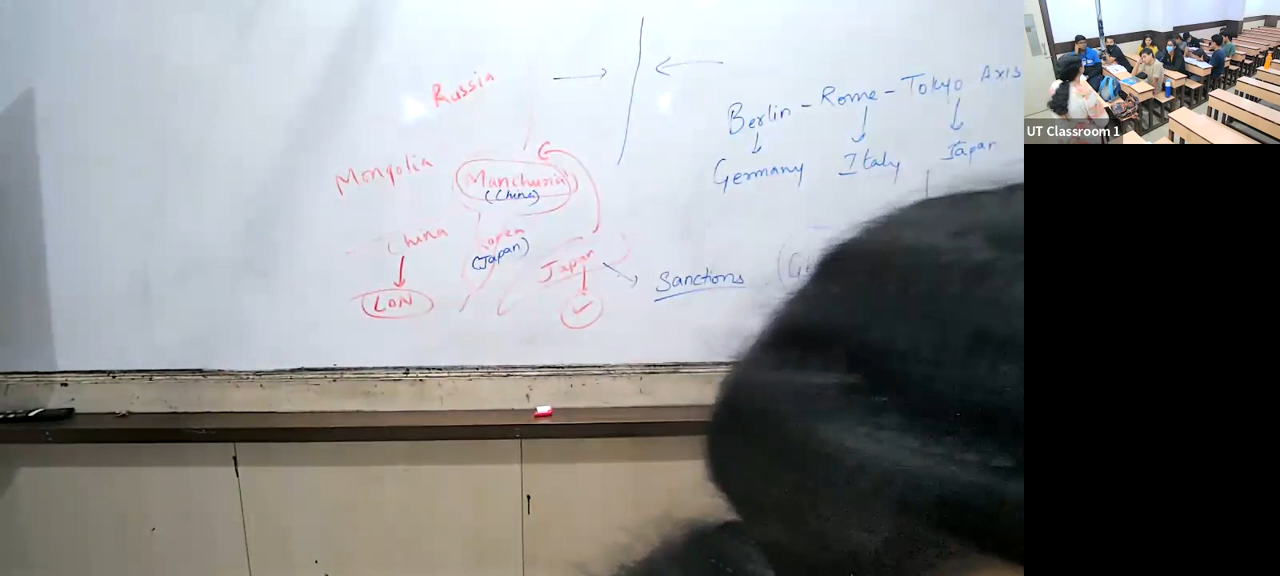 Russia
Mongolia
Manchuria
(China)
China
Korea
(Japan)
Japan
LON
Sanctions
Berlin - Rome - Tokyo Axis
Germany Italy Japan
UT Classroom 1